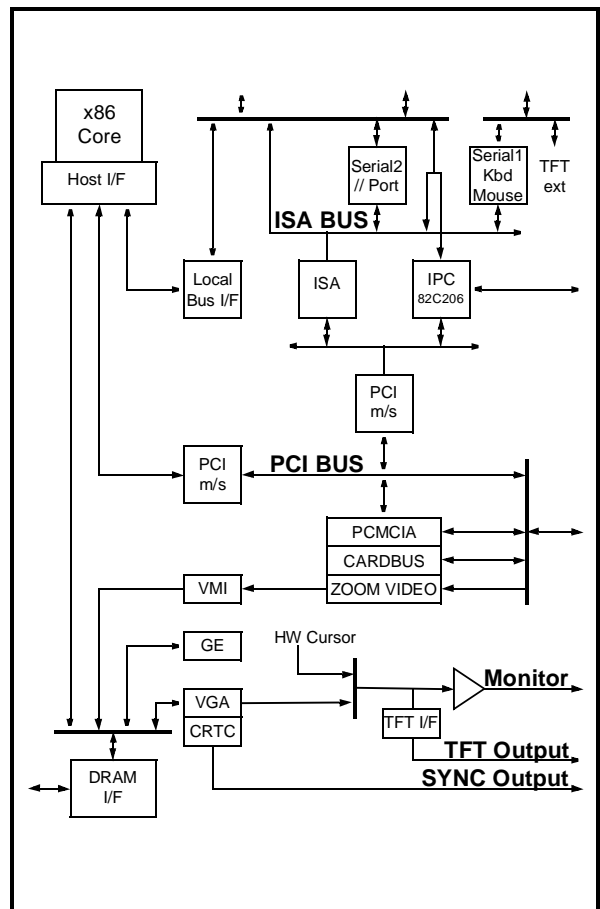 x86
Core
Host I/F
Serial2
// Port
Serial1
Kbd
Mouse
TFT
ext
ISA BUS
Local
Bus I/F
ISA
IPC
82C206
PCI
m/s
PCI
m/s
PCI BUS
PCMCIA
CARDBUS
ZOOM VIDEO
VMI
GE
HW Cursor
VGA
CRTC
Monitor
TFT I/F
TFT Output
SYNC Output
DRAM
I/F